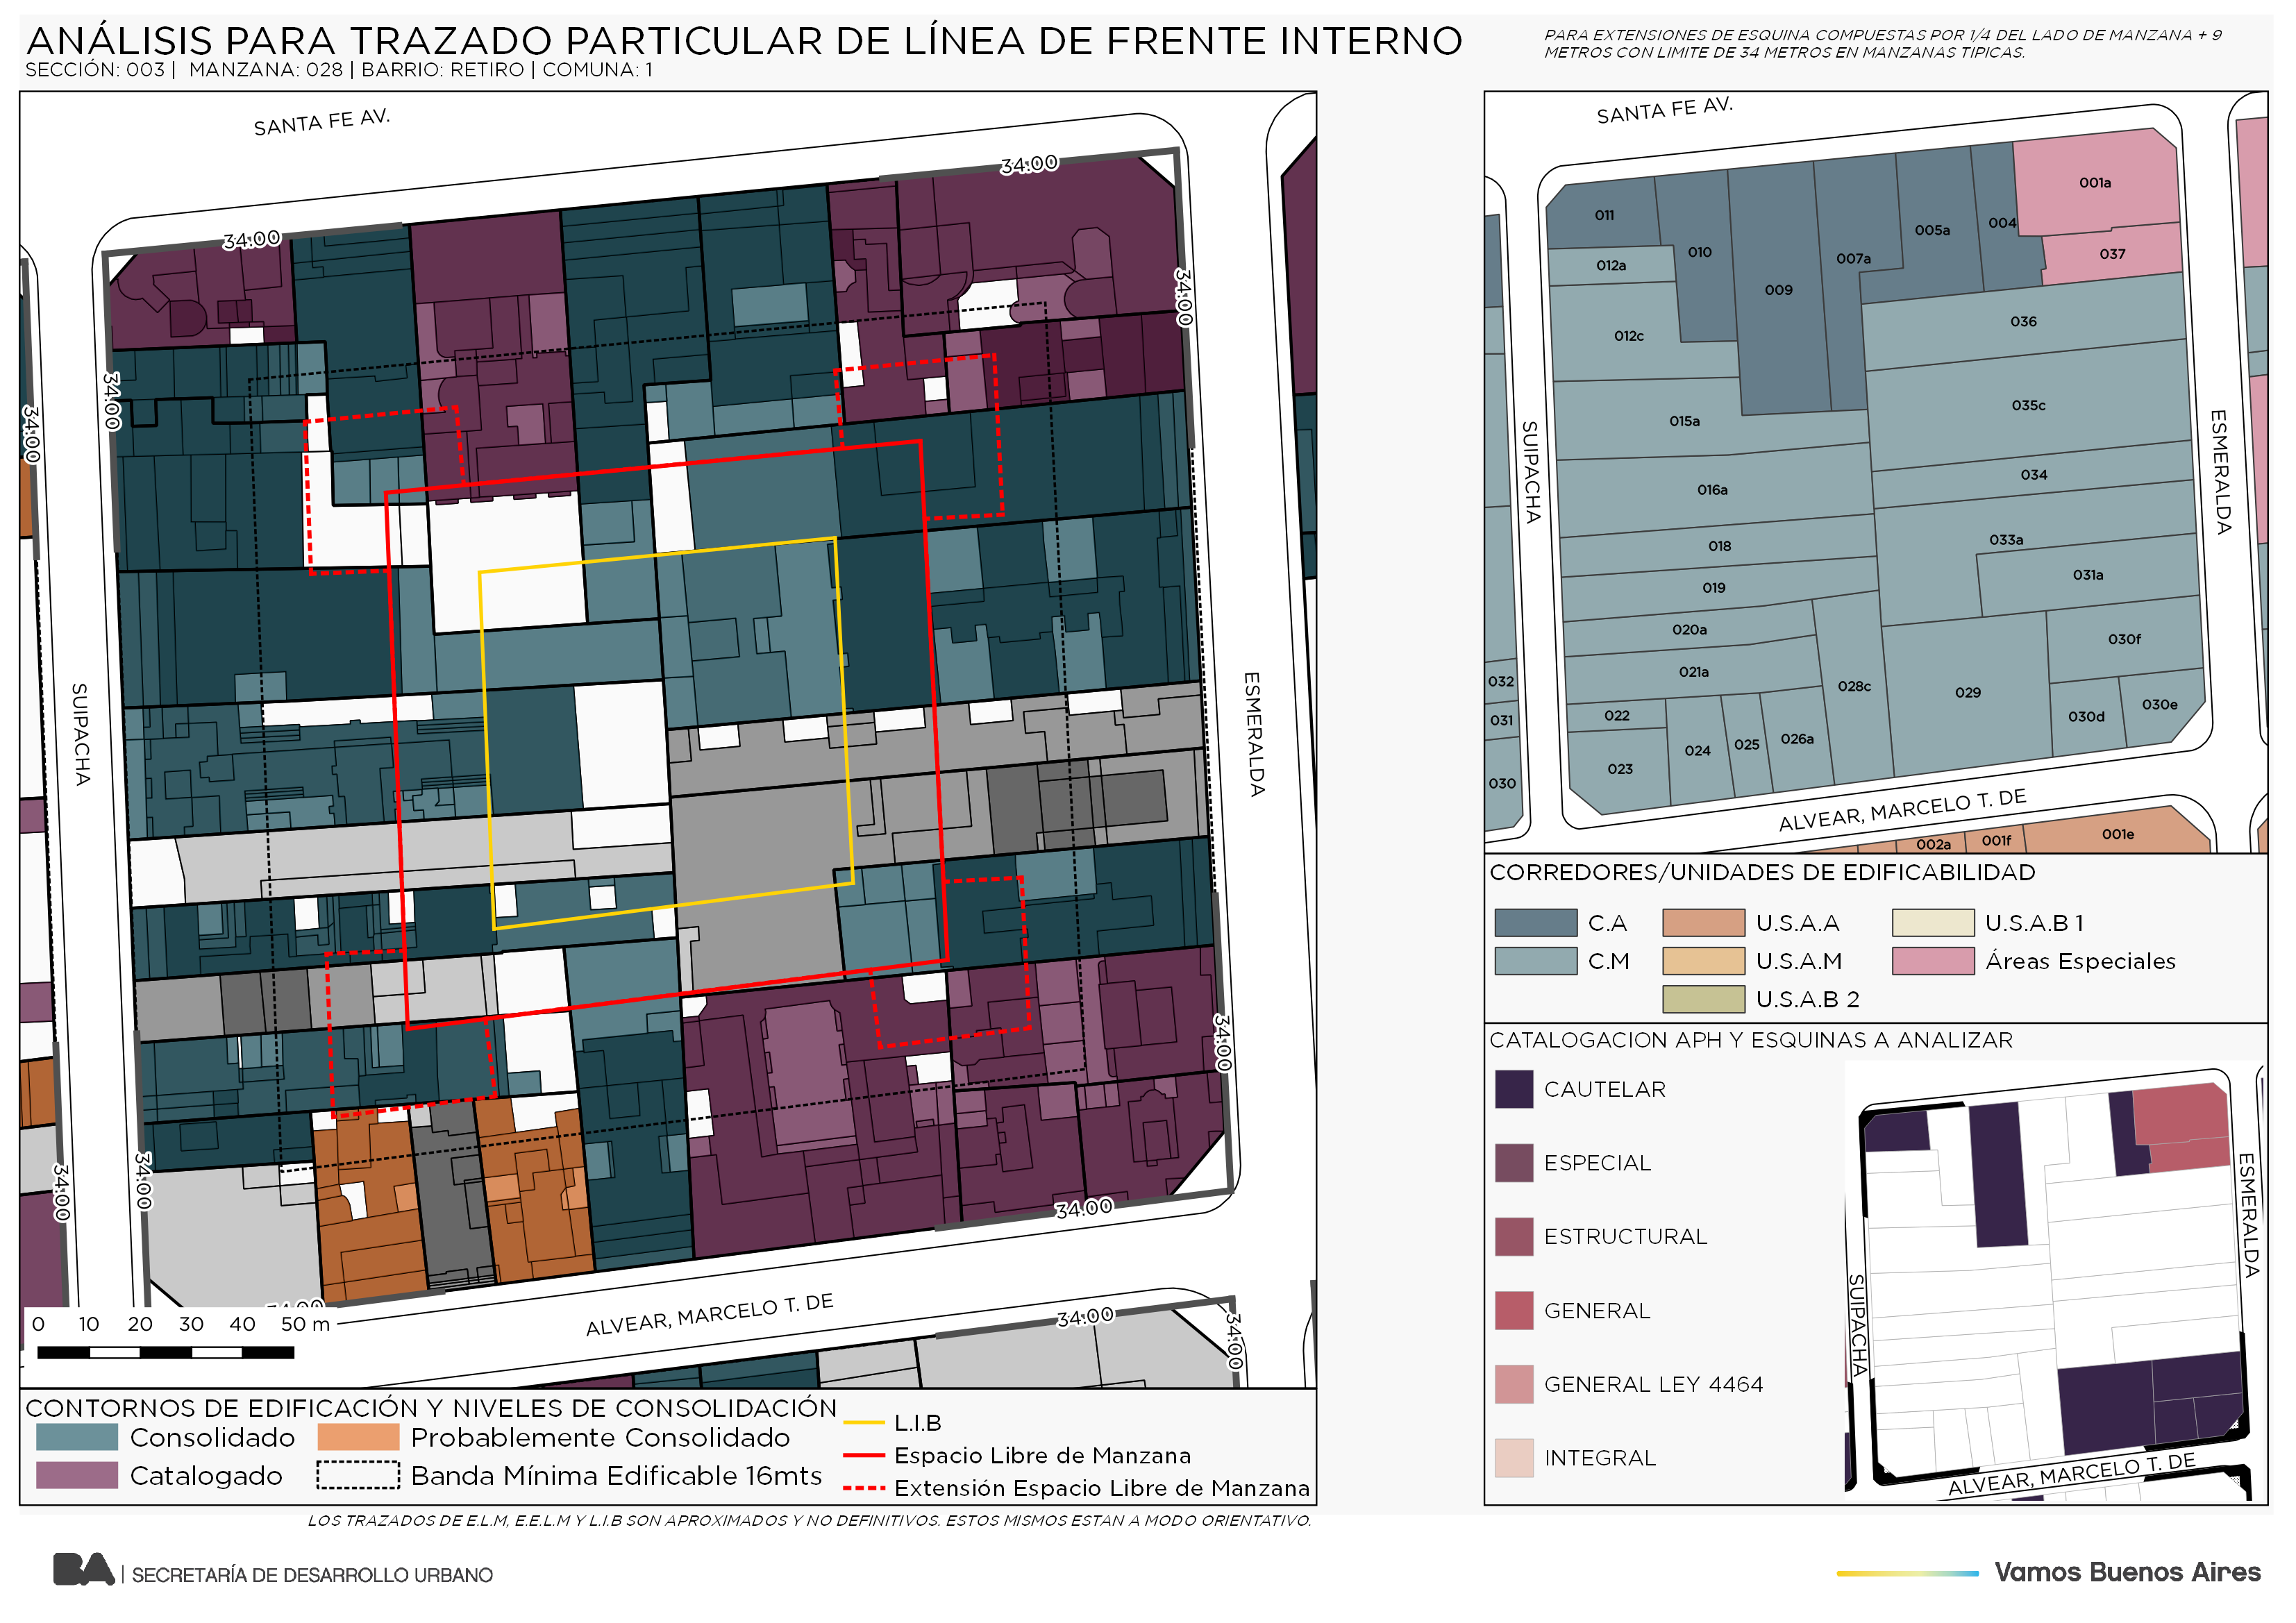 ANÁLISIS PARA TRAZADO PARTICULAR DE LÍNEA DE FRENTE INTERNO
SECCIÓN: 003 | MANZANA: 028 | BARRIO: RETIRO | COMUNA: 1
PARA EXTENSIONES DE ESQUINA COMPUESTAS POR 1/4 DEL LADO DE MANZANA + 9
METROS CON LIMITE DE 34 METROS EN MANZANAS TIPICAS.
SANTA FE AV.
34.00
34.00
34.00
34.00
34.00
SUIPACHA
ESMERALDA
34.00
34.00
34.00
34.00
34.00
34.00
34.00
ALVEAR, MARCELO T. DE
0 10 20 30 40 50 m
CONTORNOS DE EDIFICACIÓN Y NIVELES DE CONSOLIDACIÓN
Consolidado
Probablemente Consolidado
Catalogado
Banda Mínima Edificable 16mts
L.I.B
Espacio Libre de Manzana
Extensión Espacio Libre de Manzana
LOS TRAZADOS DE E.L.M, E.E.L.M Y L.I.B SON APROXIMADOS Y NO DEFINITIVOS. ESTOS MISMOS ESTAN A MODO ORIENTATIVO.
SANTA FE AV.
001a
011
004
005a
010
037
007a
012a
009
036
012c
035c
015a
034
016a
033a
018
031a
019
020a
030f
021a
032
028c
029
030e
022
030d
031
026a
025
024
023
030
SUIPACHA
ESMERALDA
ALVEAR, MARCELO T. DE
002a
001f
001e
CORREDORES/UNIDADES DE EDIFICABILIDAD
C.A
U.S.A.A
U.S.A.B 1
C.M
U.S.A.M
Áreas Especiales
U.S.A.B 2
CATALOGACION APH Y ESQUINAS A ANALIZAR
CAUTELAR
ESPECIAL
ESTRUCTURAL
GENERAL
GENERAL LEY 4464
INTEGRAL
ESMERALDA
SUIPACHA
ALVEAR, MARCELO T. DE
BA | SECRETARÍA DE DESARROLLO URBANO
Vamos Buenos Aires